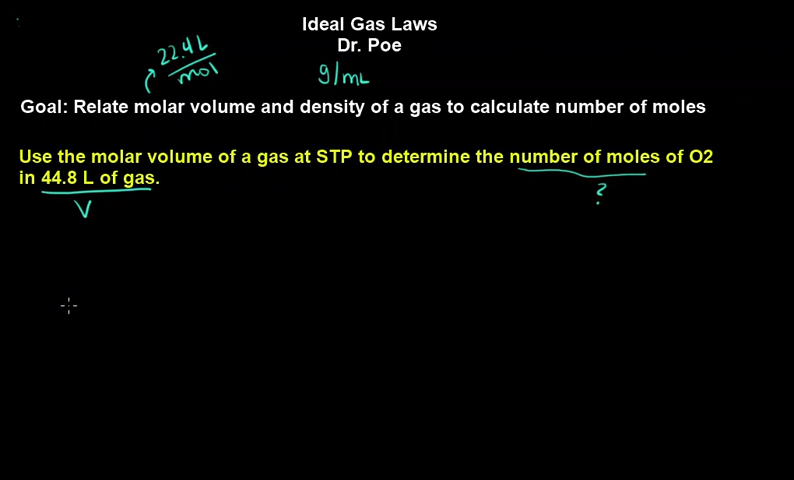 Ideal Gas Laws
Dr. Poe
22.4 L
mol
g/mL
Goal: Relate molar volume and density of a gas to calculate number of moles
Use the molar volume of a gas at STP to determine the number of moles of O2
in 44.8 L of gas.
V
?